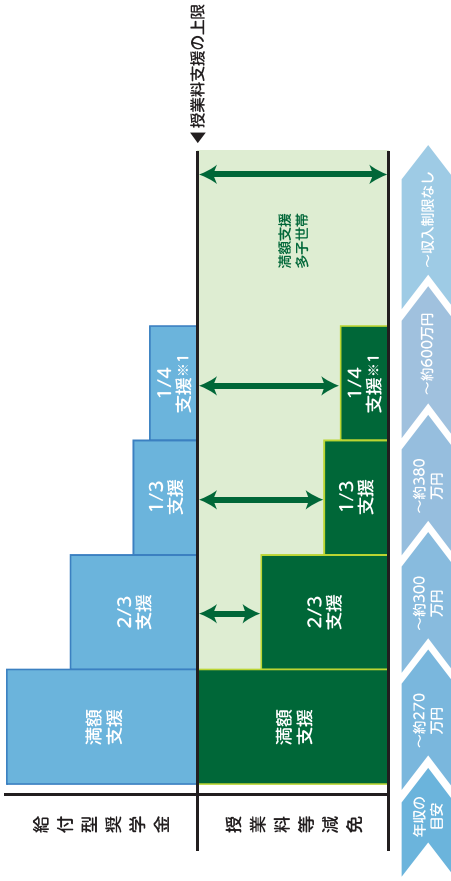 ▼授業料支援の上限
給付型奨学金
満額
支援
2/3
支援
1/3
支援
1/4
支援※1
授業料等減免
満額
支援
2/3
支援
1/3
支援
1/4
支援※1
満額支援
多子世帯
年収の
目安
～約270
万円
～約300
万円
～約380
万円
～約600万円
～収入制限なし